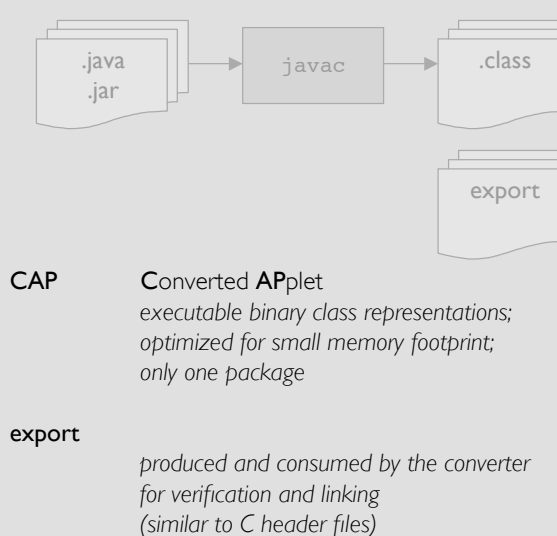 .java
.jar
javac
.class
export
CAP Converted APplet
executable binary class representations;
optimized for small memory footprint;
only one package
export
produced and consumed by the converter
for verification and linking
(similar to C header files)